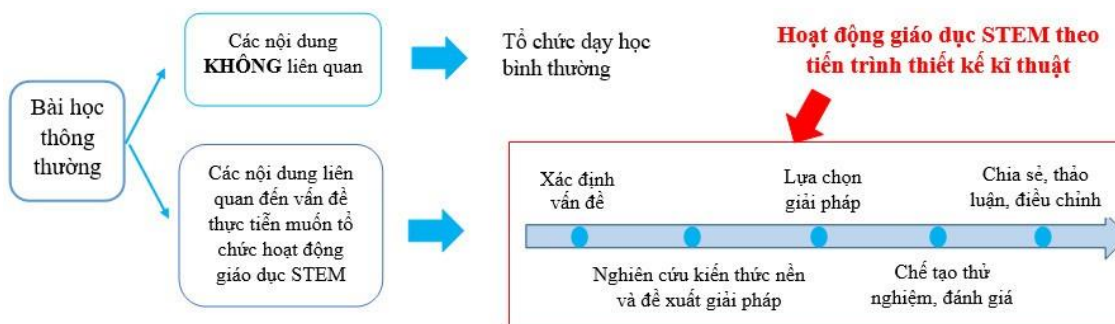 Bài học
thông
thường
Các nội dung
KHÔNG liên quan
Tổ chức dạy học
bình thường
Các nội dung liên
quan đến vấn đề
thực tiễn muốn tổ
chức hoạt động
giáo dục STEM
Hoạt động giáo dục STEM theo
tiến trình thiết kế kĩ thuật
Xác định
vấn đề
Nghiên cứu kiến thức nền
và đề xuất giải pháp
Lựa chọn
giải pháp
Chế tạo thử
nghiệm, đánh giá
Chia sẻ, thảo
luận, điều chỉnh